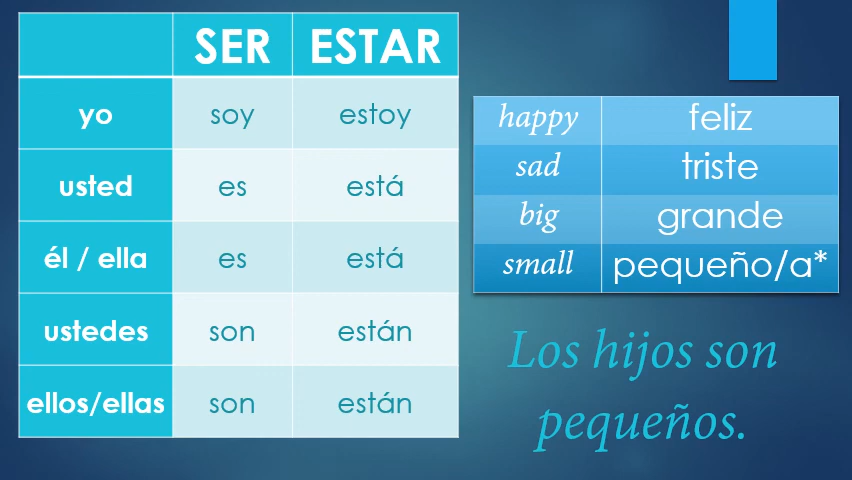 SER ESTAR
yo soy estoy
usted es está
él / ella es está
ustedes son están
ellos/ellas son están
happy feliz
sad triste
big grande
small pequeño/a*
Los hijos son
pequeños.